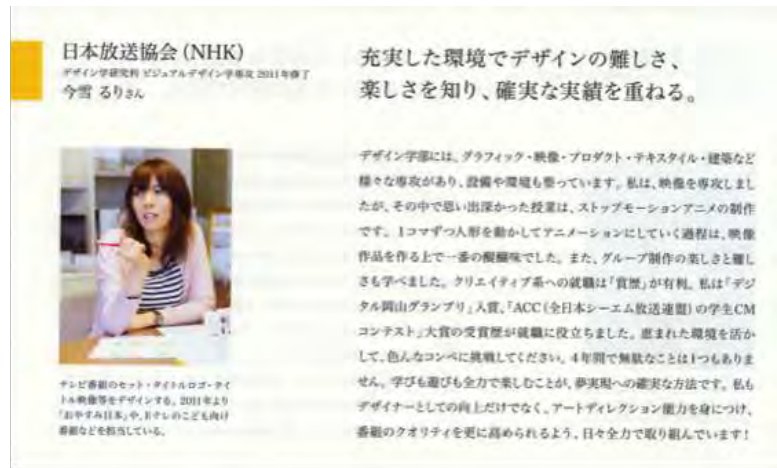 日本放送協会（NHK）
デザイン学研究科 ビジュアルデザイン学専攻 2011年修了
今雪 るりさん
充実した環境でデザインの難しさ、
楽しさを知り、確実な実績を重ねる。
デザイン学部には、グラフィック・映像・プロダクト・テキスタイル・建築など
様々な専攻があり、設備や環境も整っています。私は、映像を専攻しまし
たが、その中で思い出深かった授業は、ストップモーションアニメの制作
です。1コマずつ人形を動かしてアニメーションにしていく過程は、映像
作品を作る上で一番の醍醐味でした。また、グループ制作の楽しさと難し
さも学べました。クリエイティブ系への就職は「賞歴」が有利。私は「デジ
タル岡山グランプリ」入賞、「ACC（全日本シーエム放送連盟）の学生CM
コンテスト」大賞の受賞歴が就職に役立ちました。恵まれた環境を活か
して、色んなコンペに挑戦してください。4年間で無駄なことは1つもありま
せん。学びも遊びも全力で楽しむことが、夢実現への確実な方法です。私も
デザイナーとしての向上だけでなく、アートディレクション能力を身につけ、
番組のクオリティを更に高められるよう、日々全力で取り組んでいます！
テレビ番組のセット・タイトルロゴ・タイ
トル映像等をデザインする。2011年より
「おやすみ日本」や、Eテレのこども向け
番組などを担当している。